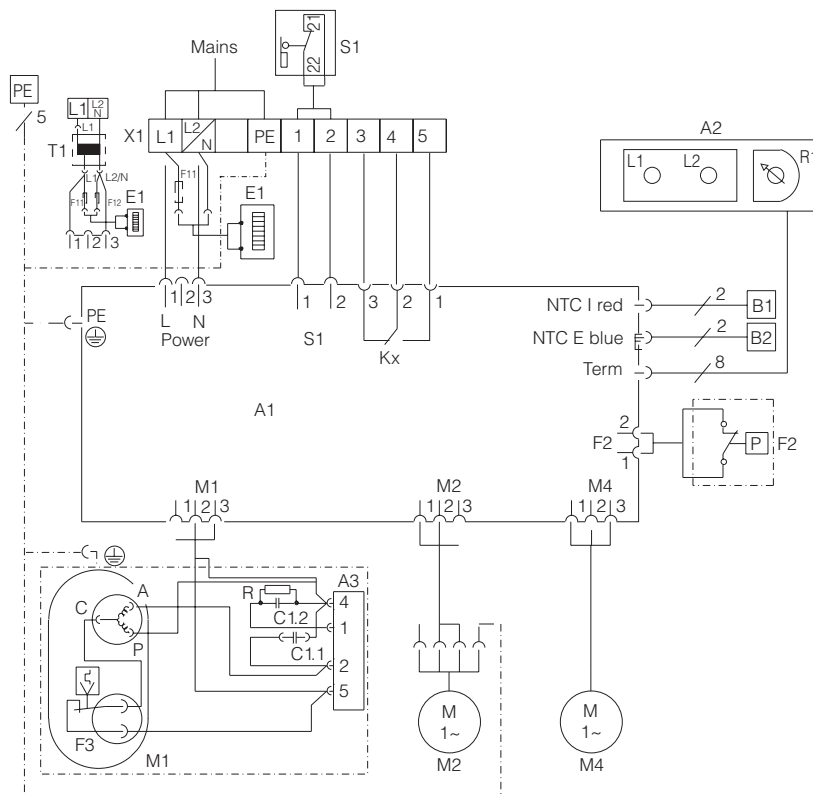 Mains
21
22
S1
PE
5
L1
L2
N
L1
T1
L1
L2/N
F11
F12
E1
1 2 3
X1
L1
L2
N
PE
1
2
3
4
5
F11
E1
A2
L1
L2
R1
1 2 3
L
N
Power
PE
1
2
S1
3
2
1
Kx
NTC I red
2
B1
NTC E blue
2
B2
Term
8
A1
2
F2
1
P
F2
M1
1 2 3
M2
1 2 3
M4
1 2 3
A
C
P
R
C1.2
C1.1
A3
4
1
2
5
F3
M1
M
1~
M2
M
1~
M4